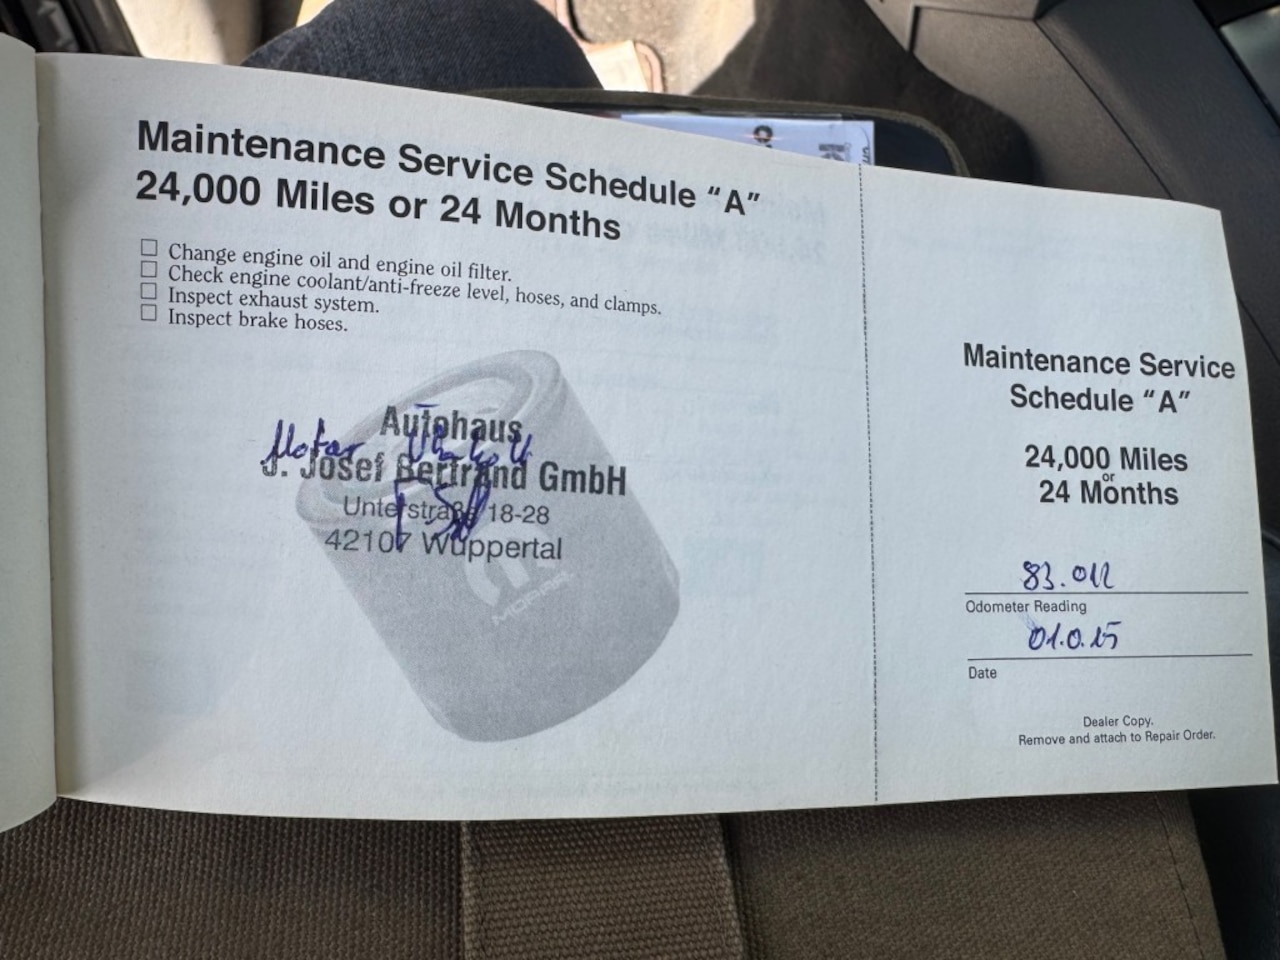 Maintenance Service Schedule “A”
24,000 Miles or 24 Months
☐ Change engine oil and engine oil filter.
☐ Check engine coolant/anti-freeze level, hoses, and clamps.
☐ Inspect exhaust system.
☐ Inspect brake hoses.
Autohaus
J. Josef Bertrand GmbH
Unterstraße 18-28
42107 Wuppertal
MOPAR
Maintenance Service
Schedule “A”
24,000 Miles
or
24 Months
83.012
Odometer Reading
01.0.15
Date
Dealer Copy.
Remove and attach to Repair Order.